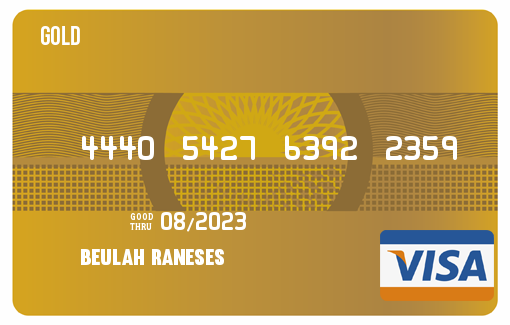 GOLD
4440 5427 6392 2359
GOOD THRU 08/2023
BEULAH RANESES
VISA